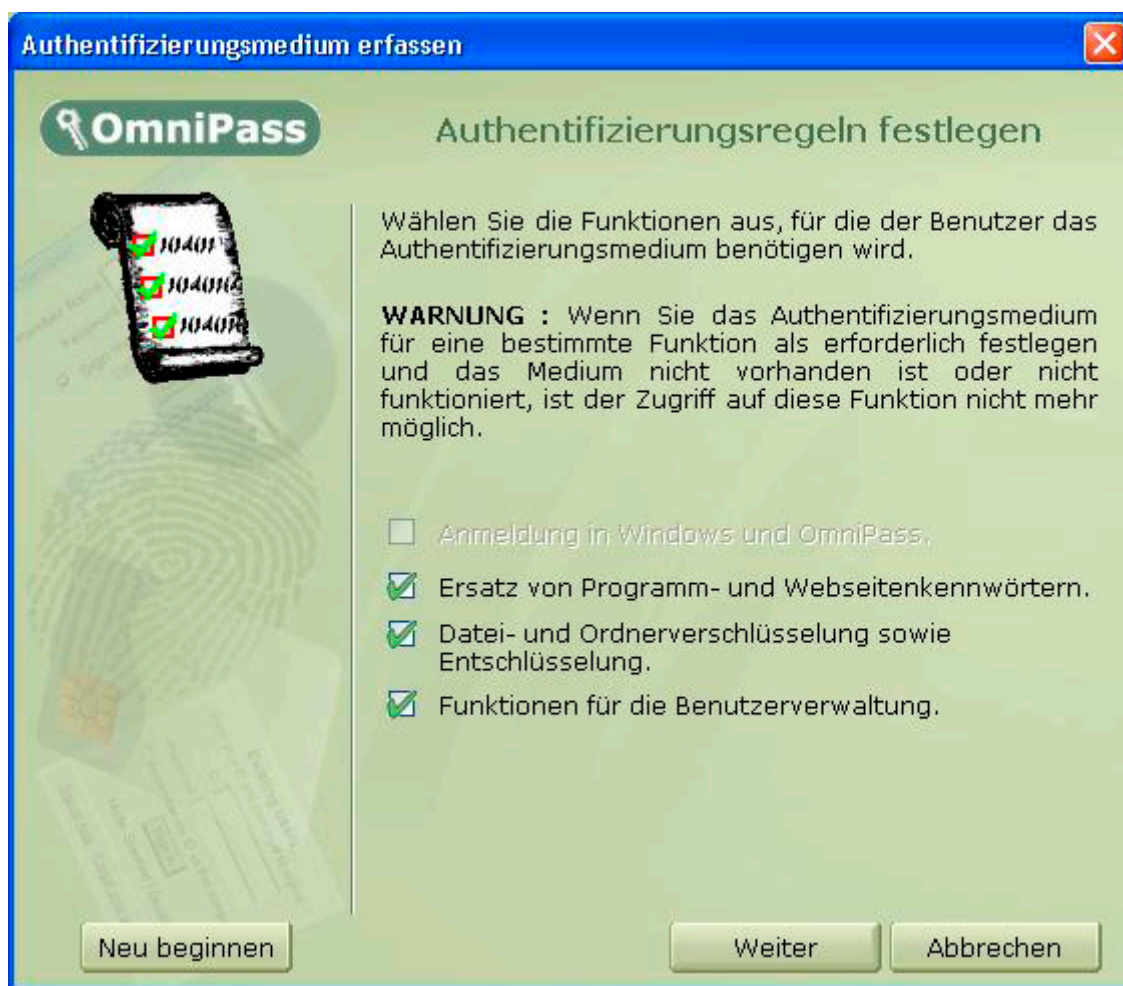 Authentifizierungsmedium erfassen
OmniPass
Authentifizierungsregeln festlegen
Wählen Sie die Funktionen aus, für die der Benutzer das
Authentifizierungsmedium benötigen wird.
WARNUNG : Wenn Sie das Authentifizierungsmedium
für eine bestimmte Funktion als erforderlich festlegen
und das Medium nicht vorhanden ist oder nicht
funktioniert, ist der Zugriff auf diese Funktion nicht mehr
möglich.
Anmeldung in Windows und OmniPass.
Ersatz von Programm- und Webseitenkennwörtern.
Datei- und Ordnerverschlüsselung sowie
Entschlüsselung.
Funktionen für die Benutzerverwaltung.
Neu beginnen
Weiter
Abbrechen